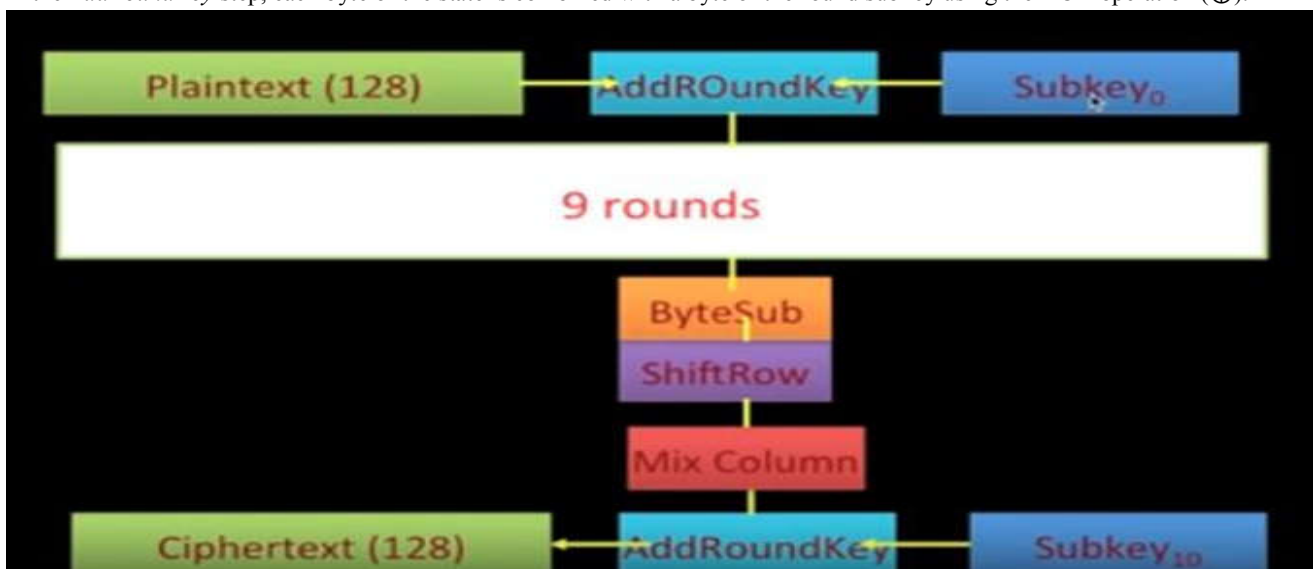 Plaintext (128) AddROundKey Subkey0
9 rounds
ByteSub
ShiftRow
Mix Column
Ciphertext (128) AddRoundKey Subkey10